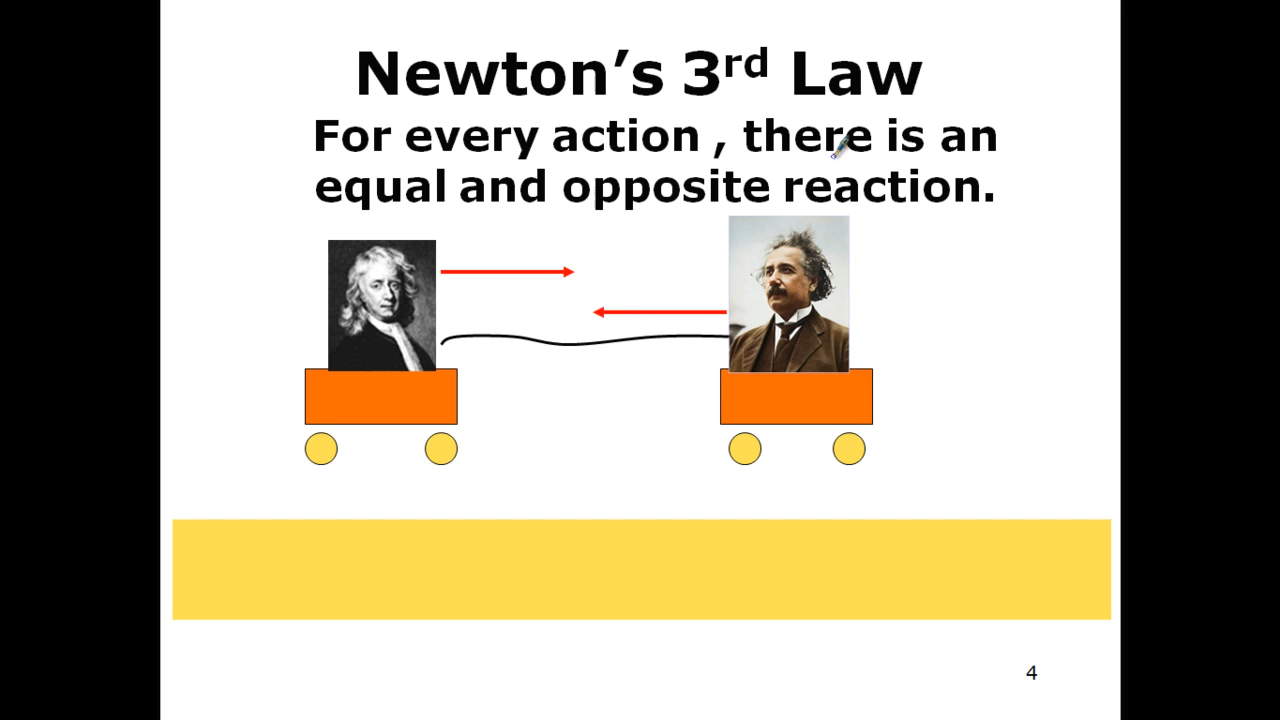 Newton’s 3rd Law
For every action , there is an
equal and opposite reaction.
4